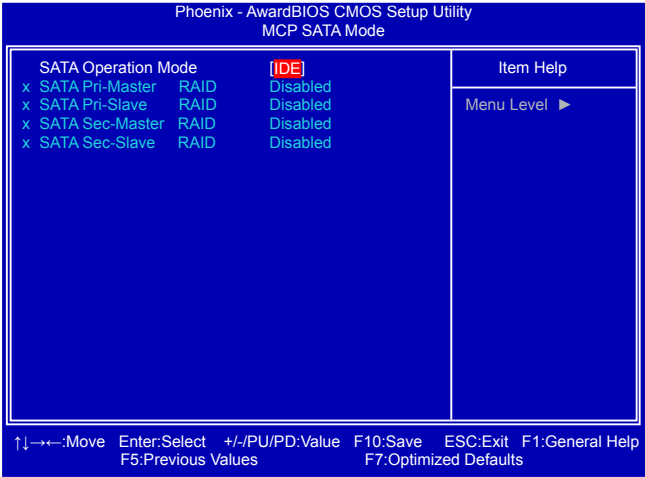 Phoenix - AwardBIOS CMOS Setup Utility
MCP SATA Mode
SATA Operation Mode [IDE]
x SATA Pri-Master RAID Disabled
x SATA Pri-Slave RAID Disabled
x SATA Sec-Master RAID Disabled
x SATA Sec-Slave RAID Disabled
Item Help
Menu Level ►
↑↓→←:Move Enter:Select +/-/PU/PD:Value F10:Save ESC:Exit F1:General Help
F5:Previous Values F7:Optimized Defaults